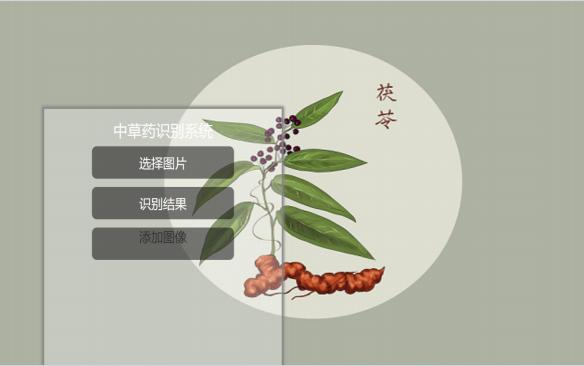 中草药识别系统
选择图片
识别结果
添加图像
茯
苓